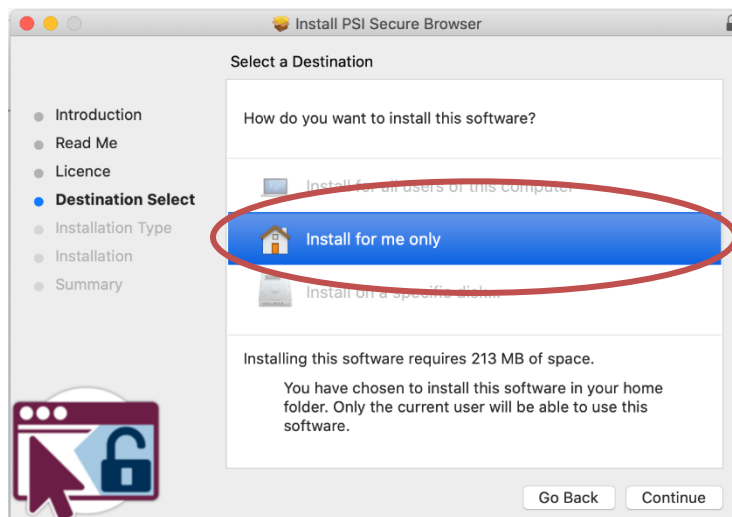 Install PSI Secure Browser
Select a Destination
Introduction
Read Me
Licence
Destination Select
Installation Type
Installation
Summary
How do you want to install this software?
Install for all users of this computer
Install for me only
Install on a specific disk...
Installing this software requires 213 MB of space.
You have chosen to install this software in your home
folder. Only the current user will be able to use this
software.
Go Back
Continue